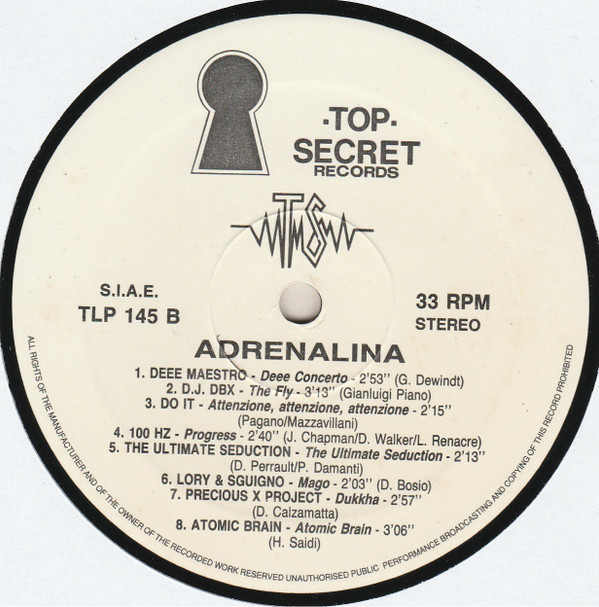 ·TOP·
SECRET
RECORDS
TMS
S.I.A.E.
TLP 145 B
33 RPM
STEREO
ADRENALINA
1. DEEE MAESTRO - Deee Concerto - 2'53'' (G. Dewindt)
2. D.J. DBX - The Fly - 3'13'' (Gianluigi Piano)
3. DO IT - Attenzione, attenzione, attenzione - 2'15''
(Pagano/Mazzavillani)
4. 100 HZ - Progress - 2'40'' (J. Chapman/D. Walker/L. Renacre)
5. THE ULTIMATE SEDUCTION - The Ultimate Seduction - 2'13''
(D. Perrault/P. Damanti)
6. LORY & SGUIGNO - Mago - 2'03'' (D. Bosio)
7. PRECIOUS X PROJECT - Dukkha - 2'57''
(D. Calzamatta)
8. ATOMIC BRAIN - Atomic Brain - 3'06''
(H. Saidi)
ALL RIGHTS OF THE MANUFACTURER AND OF THE OWNER OF THE RECORDED WORK RESERVED UNAUTHORISED PUBLIC PERFORMANCE BROADCASTING AND COPYING OF THIS RECORD PROHIBITED